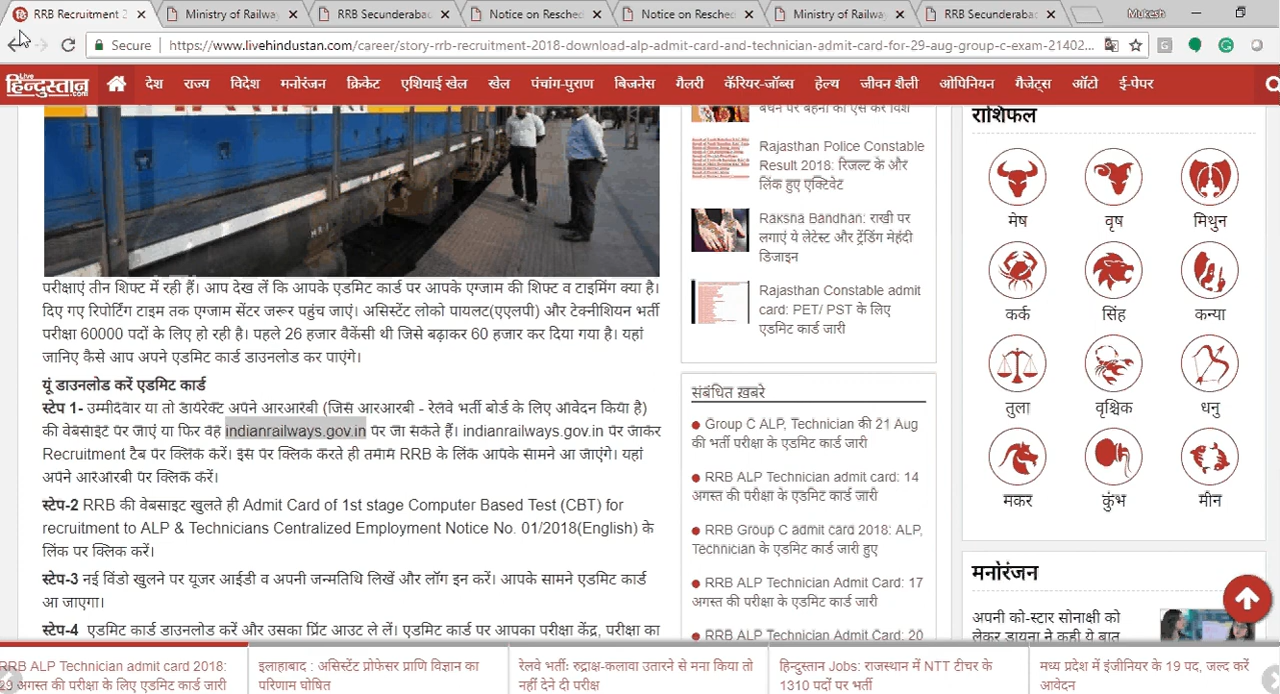 RRB Recruitment 2
Ministry of Railway
RRB Secunderabad
Notice on Resched
Notice on Resched
Ministry of Railway
RRB Secunderabad
Mukesh
Secure
https://www.livehindustan.com/career/story-rrb-recruitment-2018-download-alp-admit-card-and-technician-admit-card-for-29-aug-group-c-exam-21402...
Live
हिन्दुस्तान
.com
देश
राज्य
विदेश
मनोरंजन
क्रिकेट
एशियाई खेल
खेल
पंचांग-पुराण
बिजनेस
गैलरी
कॅरियर-जॉब्स
हेल्थ
जीवन शैली
ओपिनियन
गैजेट्स
ऑटो
ई-पेपर
परीक्षाएं तीन शिफ्ट में रही हैं। आप देख लें कि आपके एडमिट कार्ड पर आपके एग्जाम की शिफ्ट व टाइमिंग क्या है।
दिए गए रिपोर्टिंग टाइम तक एग्जाम सेंटर जरूर पहुंच जाएं। असिस्टेंट लोको पायलट(एएलपी) और टेक्नीशियन भर्ती
परीक्षा 60000 पदों के लिए हो रही है। पहले 26 हजार वैकेंसी थी जिसे बढ़ाकर 60 हजार कर दिया गया है। यहां
जानिए कैसे आप अपने एडमिट कार्ड डाउनलोड कर पाएंगे।
यूं डाउनलोड करें एडमिट कार्ड
स्टेप 1- उम्मीदवार या तो डायरेक्ट अपने आरआरबी (जिस आरआरबी - रेलवे भर्ती बोर्ड के लिए आवेदन किया है)
की वेबसाइट पर जाएं या फिर वह indianrailways.gov.in पर जा सकते हैं। indianrailways.gov.in पर जाकर
Recruitment टैब पर क्लिक करें। इस पर क्लिक करते ही तमाम RRB के लिंक आपके सामने आ जाएंगे। यहां
अपने आरआरबी पर क्लिक करें।
स्टेप-2 RRB की वेबसाइट खुलते ही Admit Card of 1st stage Computer Based Test (CBT) for
recruitment to ALP & Technicians Centralized Employment Notice No. 01/2018(English) के
लिंक पर क्लिक करें।
स्टेप-3 नई विंडो खुलने पर यूजर आईडी व अपनी जन्मतिथि लिखें और लॉग इन करें। आपके सामने एडमिट कार्ड
आ जाएगा।
स्टेप-4 एडमिट कार्ड डाउनलोड करें और उसका प्रिंट आउट ले लें। एडमिट कार्ड पर आपका परीक्षा केंद्र, परीक्षा का
Rajasthan Police Constable
Result 2018: रिजल्ट के और
लिंक हुए एक्टिवेट
Raksha Bandhan: राखी पर
लगाएं ये लेटेस्ट और ट्रेंडिंग मेहंदी
डिजाइन
Rajasthan Constable admit
card: PET/ PST के लिए
एडमिट कार्ड जारी
संबंधित ख़बरे
Group C ALP, Technician की 21 Aug
की भर्ती परीक्षा के एडमिट कार्ड जारी
RRB ALP Technician admit card: 14
अगस्त की परीक्षा के एडमिट कार्ड जारी
RRB Group C admit card 2018: ALP,
Technician के एडमिट कार्ड जारी हुए
RRB ALP Technician Admit Card: 17
अगस्त की परीक्षा के एडमिट कार्ड जारी
RRB ALP Technician Admit Card: 20
राशिफल
मेष
वृष
मिथुन
कर्क
सिंह
कन्या
तुला
वृश्चिक
धनु
मकर
कुंभ
मीन
मनोरंजन
अपनी को-स्टार सोनाक्षी को
लेकर डायना ने कही ये बात
RRB ALP Technician admit card 2018:
29 अगस्त की परीक्षा के लिए एडमिट कार्ड जारी
इलाहाबाद : असिस्टेंट प्रोफेसर प्राणि विज्ञान का
परिणाम घोषित
रेलवे भर्ती: रुद्राक्ष-कलावा उतारने से मना किया तो
नहीं देने दी परीक्ष
हिन्दुस्तान Jobs: राजस्थान में NTT टीचर के
1310 पदों पर भर्ती
मध्य प्रदेश में इंजीनियर के 19 पद, जल्द करें
आवेदन